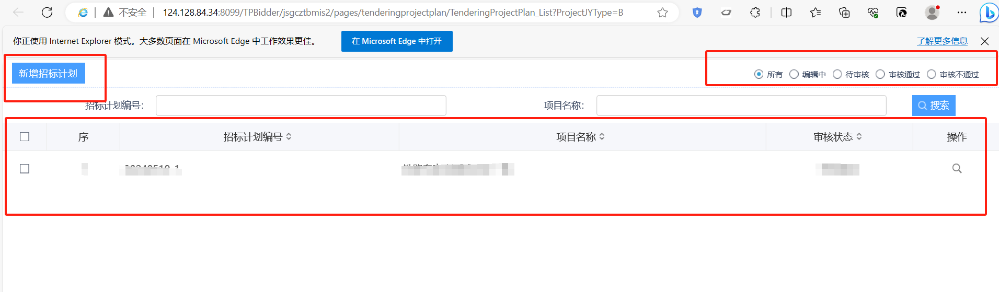 不安全 124.128.84.34:8099/TPBidder/jsgcztbmis2/pages/tenderingprojectplan/TenderingProjectPlan_List?ProjectJYType=B
你正使用 Internet Explorer 模式。大多数页面在 Microsoft Edge 中工作效果更佳。 在 Microsoft Edge 中打开 了解更多信息
新增招标计划 所有 编辑中 待审核 审核通过 审核不通过
招标计划编号： 项目名称： 搜索
序 招标计划编号 项目名称 审核状态 操作